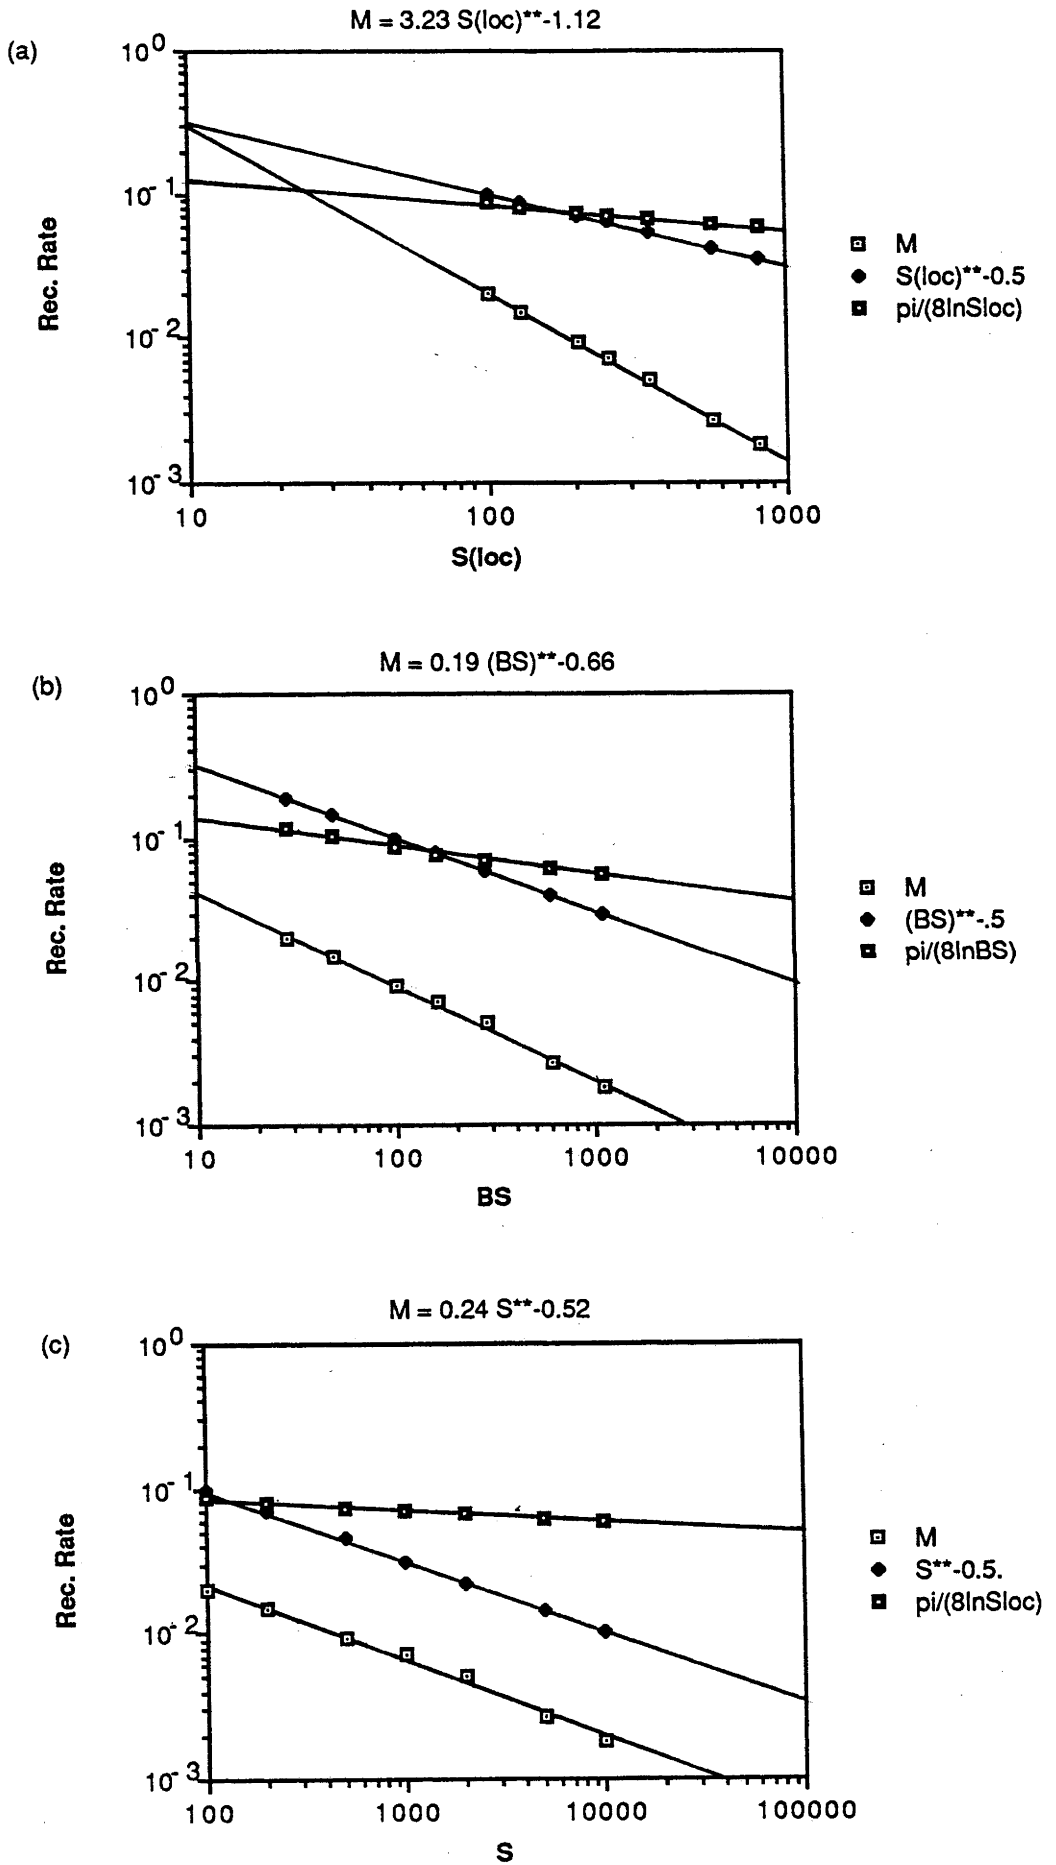 M = 3.23 S(loc)**-1.12
(a)
10^0
10^-1
10^-2
10^-3
Rec. Rate
10 100 1000
S(loc)
M
S(loc)**-0.5
pi/(8lnSloc)
M = 0.19 (BS)**-0.66
(b)
10^0
10^-1
10^-2
10^-3
Rec. Rate
10 100 1000 10000
BS
M
(BS)**-.5
pi/(8lnBS)
M = 0.24 S**-0.52
(c)
10^0
10^-1
10^-2
10^-3
Rec. Rate
100 1000 10000 100000
S
M
S**-0.5.
pi/(8lnSloc)